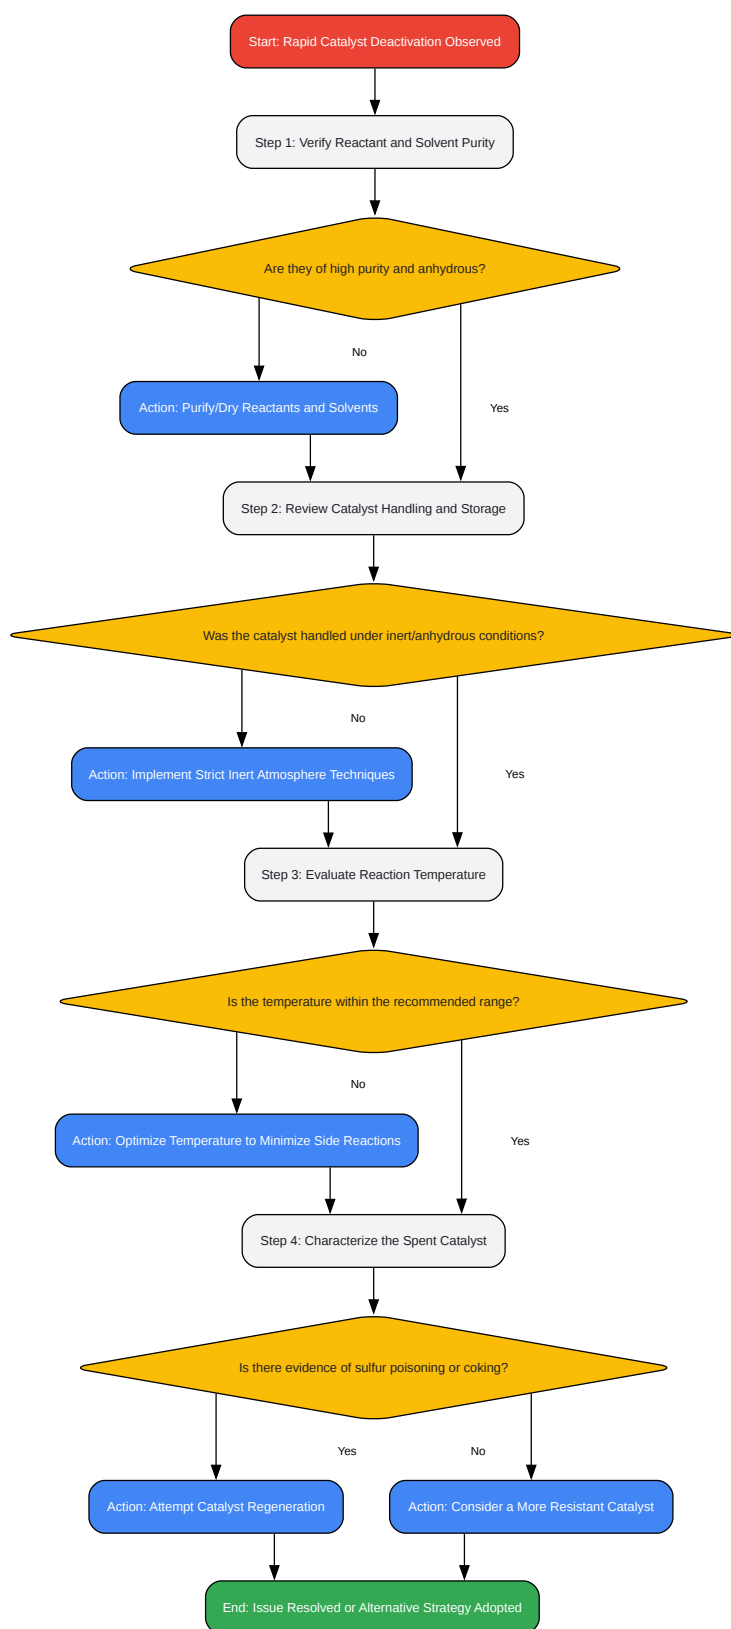 Start: Rapid Catalyst Deactivation Observed
Step 1: Verify Reactant and Solvent Purity
Are they of high purity and anhydrous?
No
Action: Purify/Dry Reactants and Solvents
Yes
Step 2: Review Catalyst Handling and Storage
Was the catalyst handled under inert/anhydrous conditions?
No
Action: Implement Strict Inert Atmosphere Techniques
Yes
Step 3: Evaluate Reaction Temperature
Is the temperature within the recommended range?
No
Action: Optimize Temperature to Minimize Side Reactions
Yes
Step 4: Characterize the Spent Catalyst
Is there evidence of sulfur poisoning or coking?
Yes
No
Action: Attempt Catalyst Regeneration
Action: Consider a More Resistant Catalyst
End: Issue Resolved or Alternative Strategy Adopted